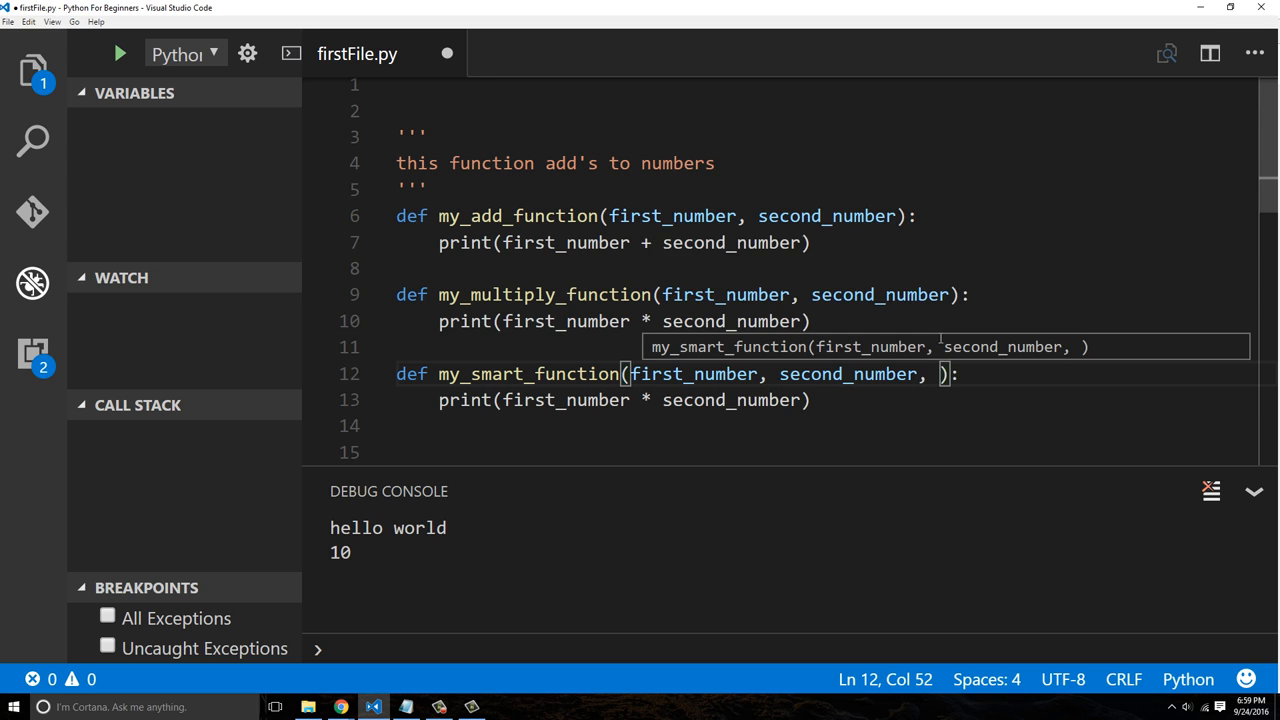 ● firstFile.py - Python For Beginners - Visual Studio Code
File Edit View Go Help
Python
firstFile.py
1
VARIABLES
WATCH
2
CALL STACK
BREAKPOINTS
All Exceptions
Uncaught Exceptions
1
2
3 '''
4 this function add's to numbers
5 '''
6 def my_add_function(first_number, second_number):
7 print(first_number + second_number)
8
9 def my_multiply_function(first_number, second_number):
10 print(first_number * second_number)
11 my_smart_function(first_number, second_number, )
12 def my_smart_function(first_number, second_number, ):
13 print(first_number * second_number)
14
15
DEBUG CONSOLE
hello world
10
0 0 Ln 12, Col 52 Spaces: 4 UTF-8 CRLF Python
I'm Cortana. Ask me anything.
6:59 PM
9/24/2016